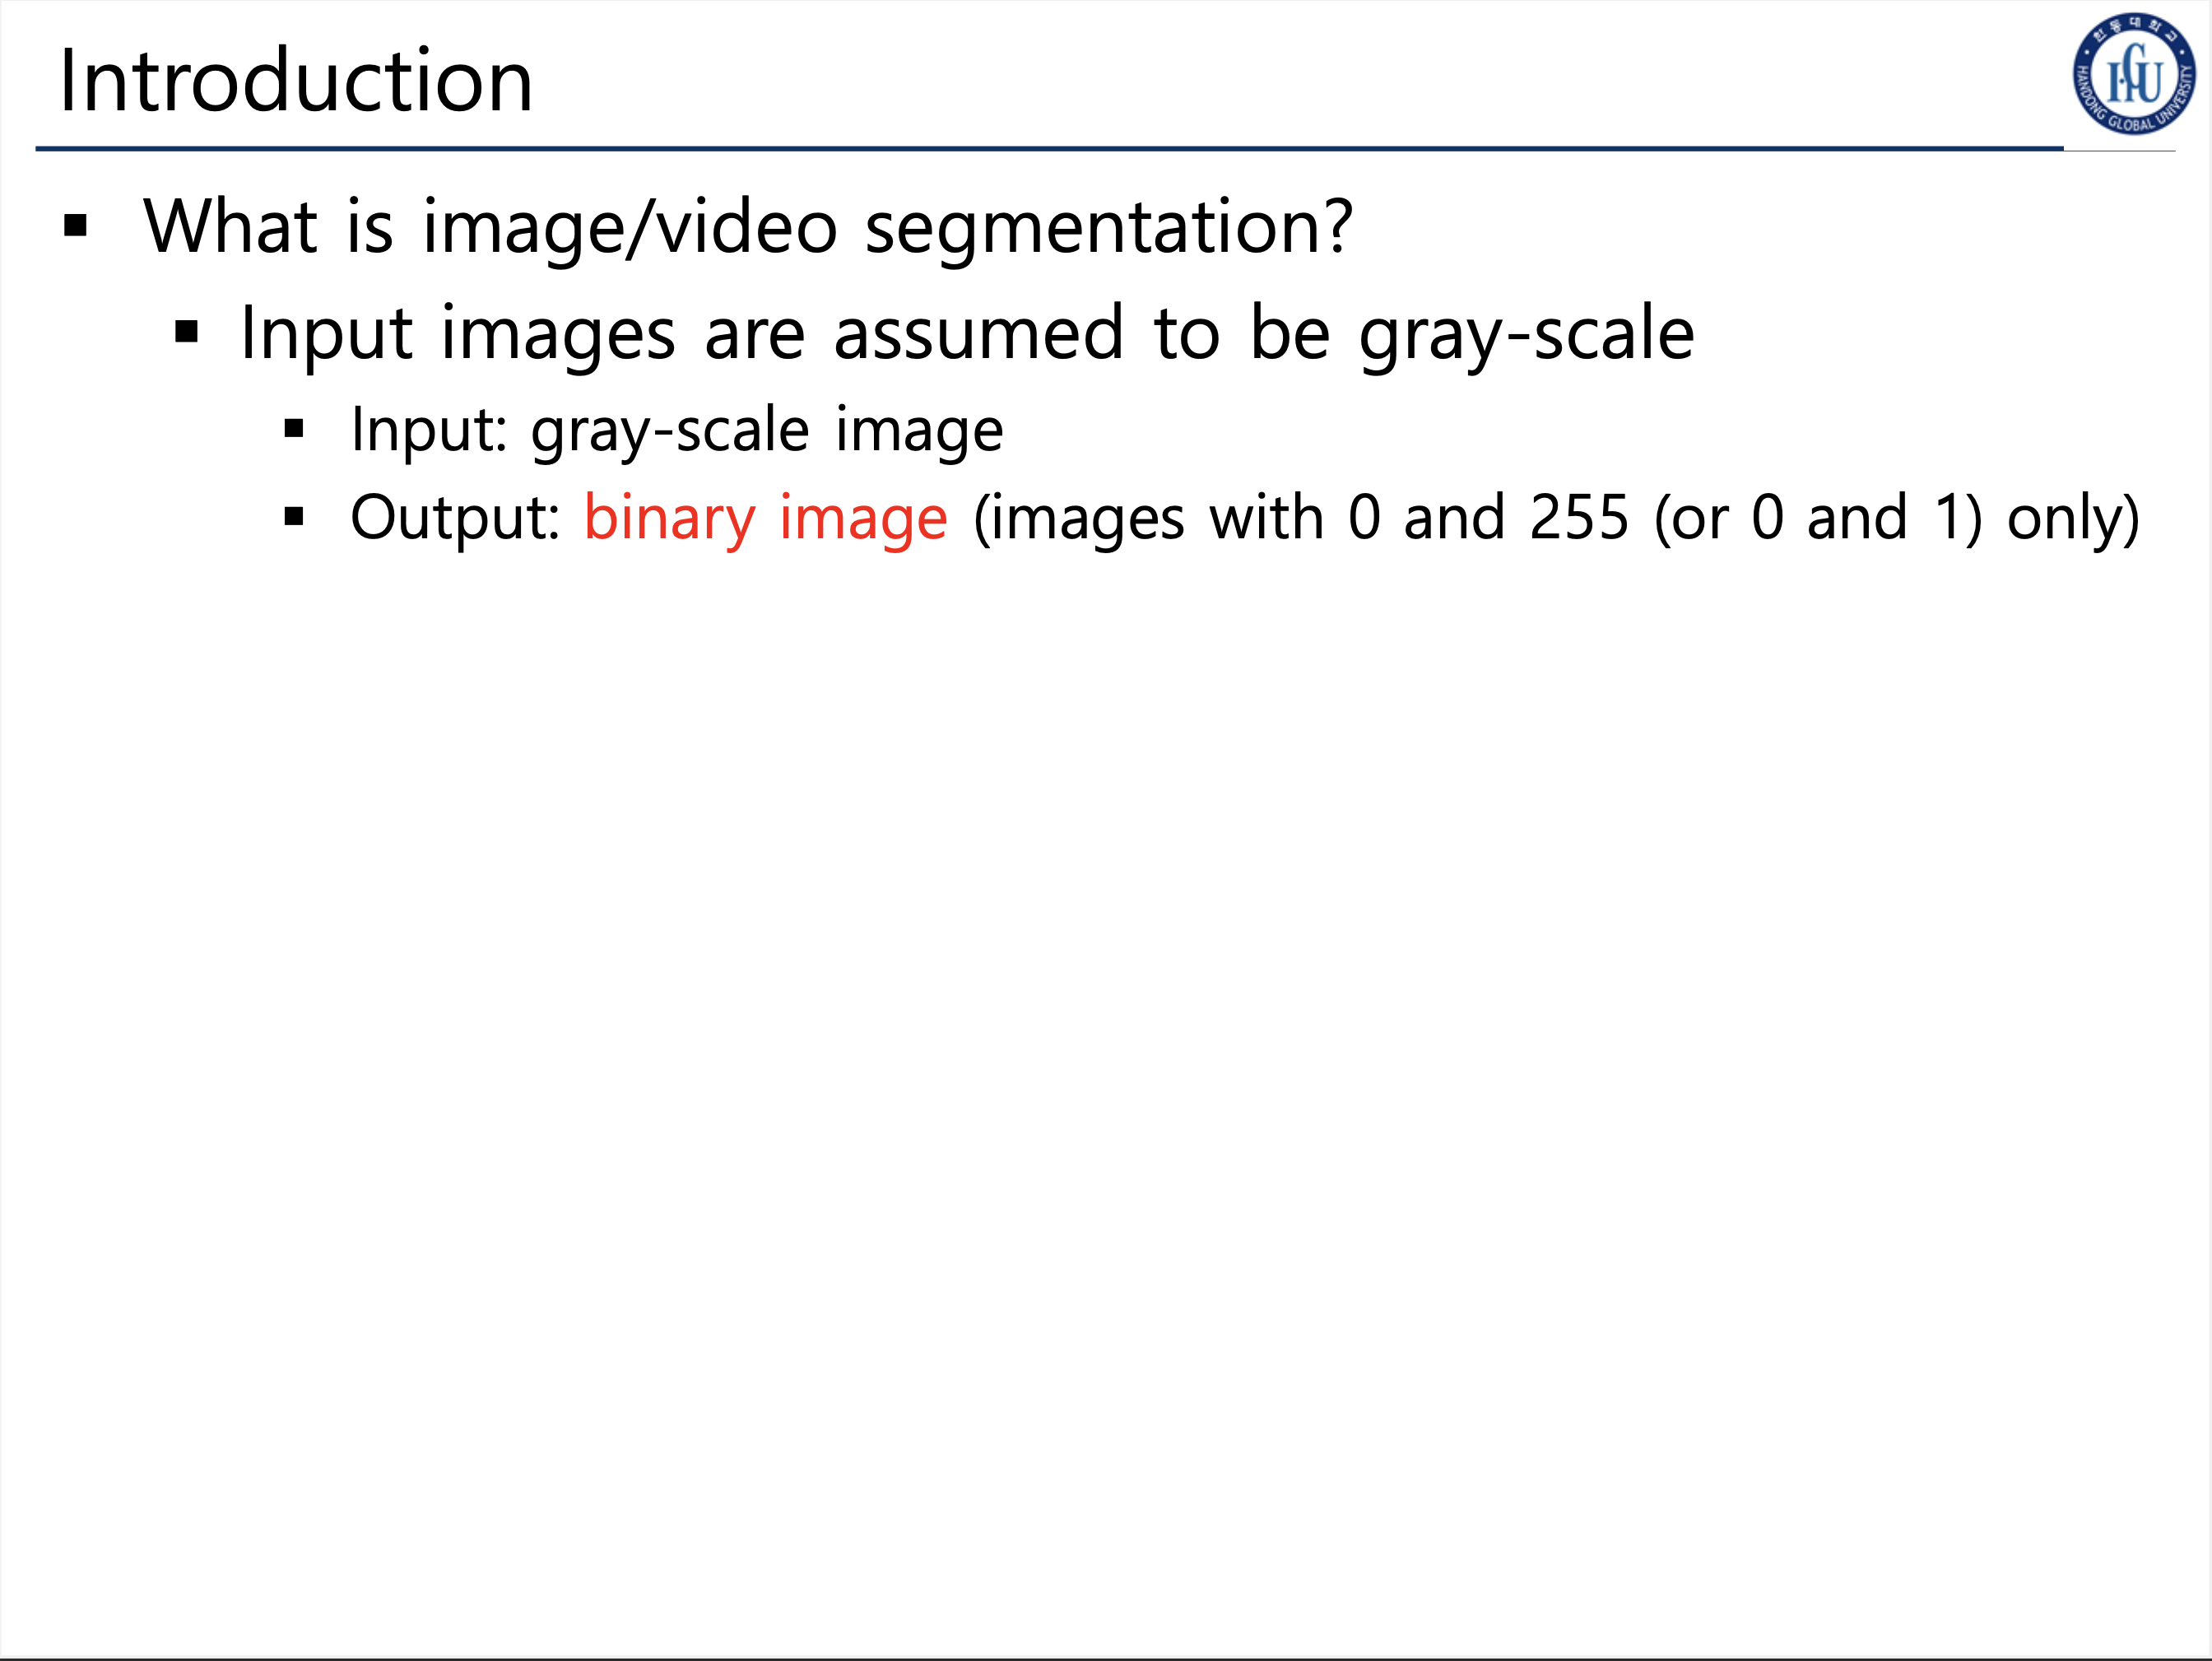 Introduction
한동대학교
HANDONG GLOBAL UNIVERSITY
HGU
What is image/video segmentation?
Input images are assumed to be gray-scale
Input: gray-scale image
Output: binary image (images with 0 and 255 (or 0 and 1) only)